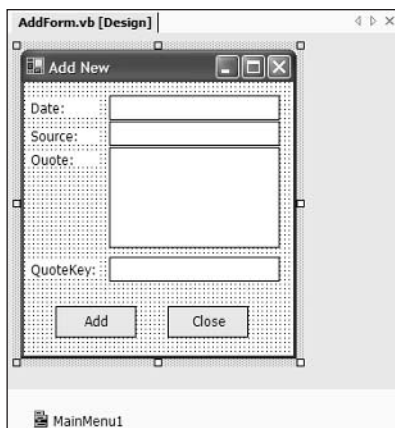 AddForm.vb [Design]
Add New
Date:
Source:
Quote:
QuoteKey:
Add
Close
MainMenu1